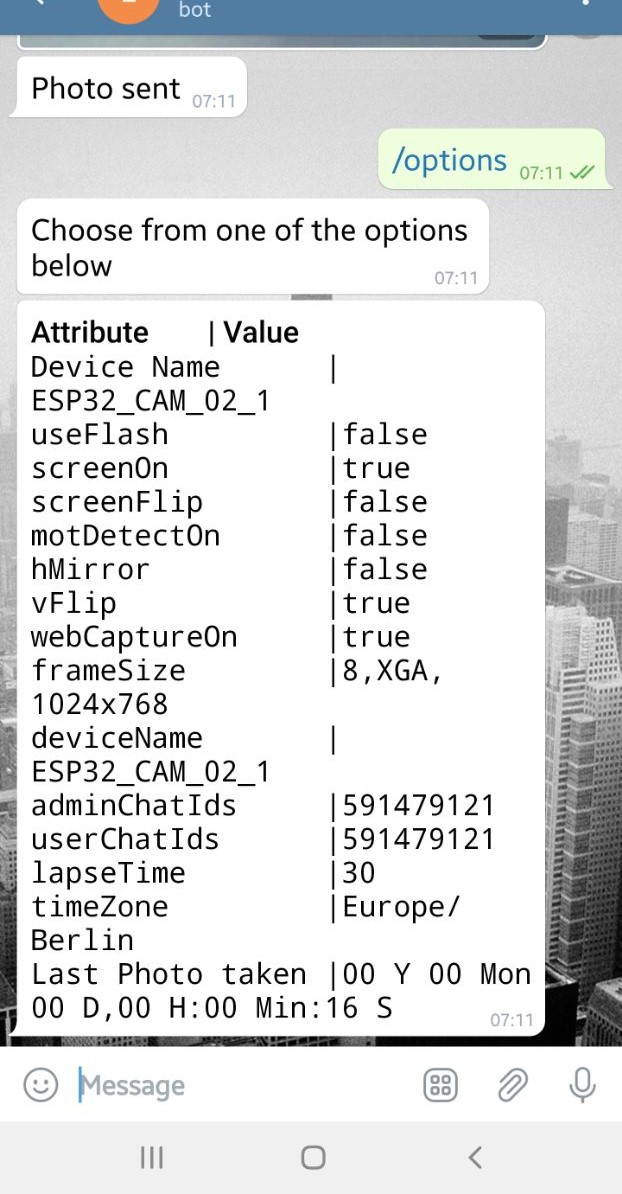 bot
Photo sent 07:11
/options 07:11
Choose from one of the options
below 07:11
Attribute | Value
Device Name |
ESP32_CAM_02_1
useFlash |false
screenOn |true
screenFlip |false
motDetectOn |false
hMirror |false
vFlip |true
webCaptureOn |true
frameSize |8,XGA,
1024x768
deviceName |
ESP32_CAM_02_1
adminChatIds |591479121
userChatIds |591479121
lapseTime |30
timeZone |Europe/
Berlin
Last Photo taken |00 Y 00 Mon
00 D,00 H:00 Min:16 S 07:11
Message